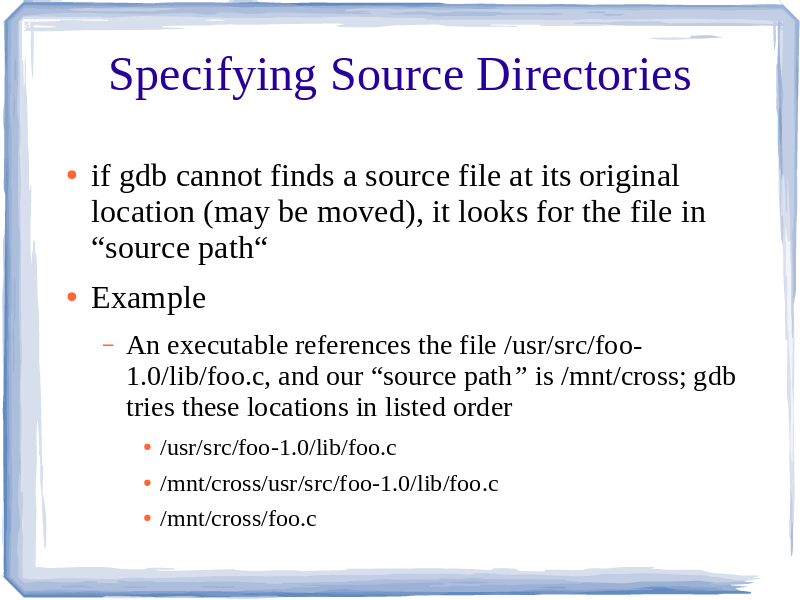 Specifying Source Directories
• if gdb cannot finds a source file at its original
location (may be moved), it looks for the file in
“source path“
• Example
– An executable references the file /usr/src/foo-
1.0/lib/foo.c, and our “source path” is /mnt/cross; gdb
tries these locations in listed order
• /usr/src/foo-1.0/lib/foo.c
• /mnt/cross/usr/src/foo-1.0/lib/foo.c
• /mnt/cross/foo.c